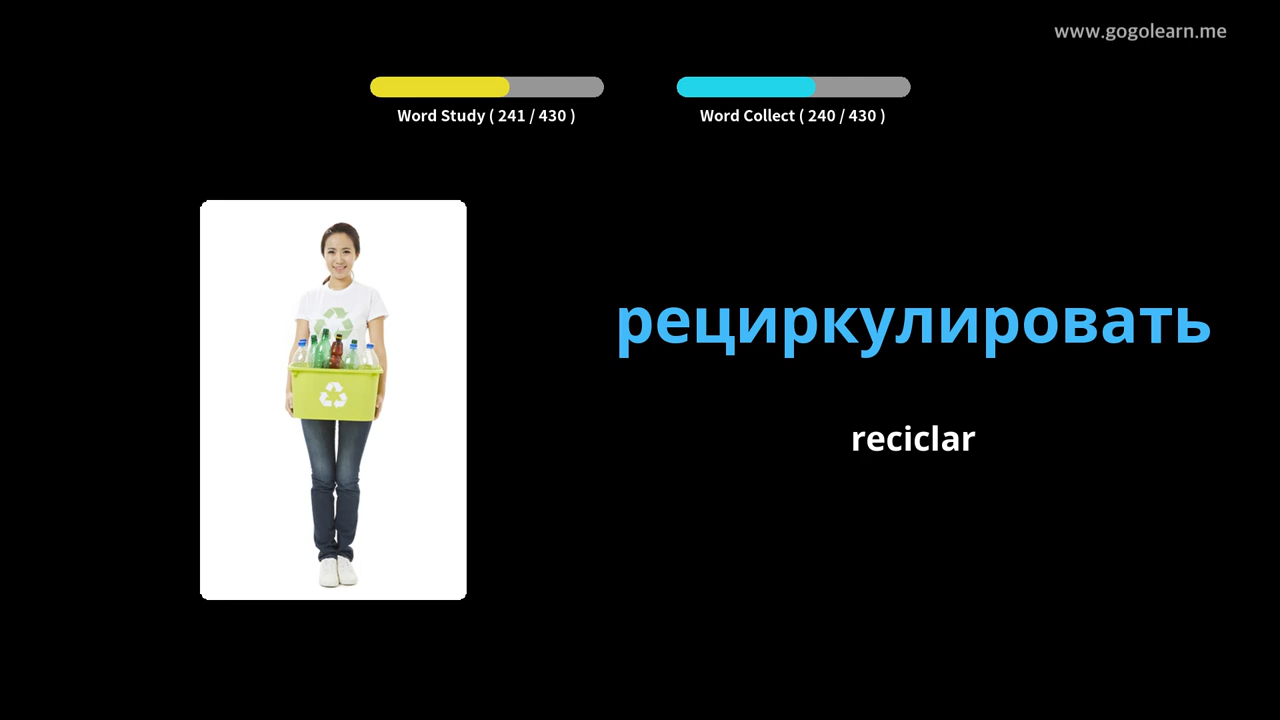 www.gogolearn.me
Word Study ( 241 / 430 )
Word Collect ( 240 / 430 )
рециркулировать
reciclar